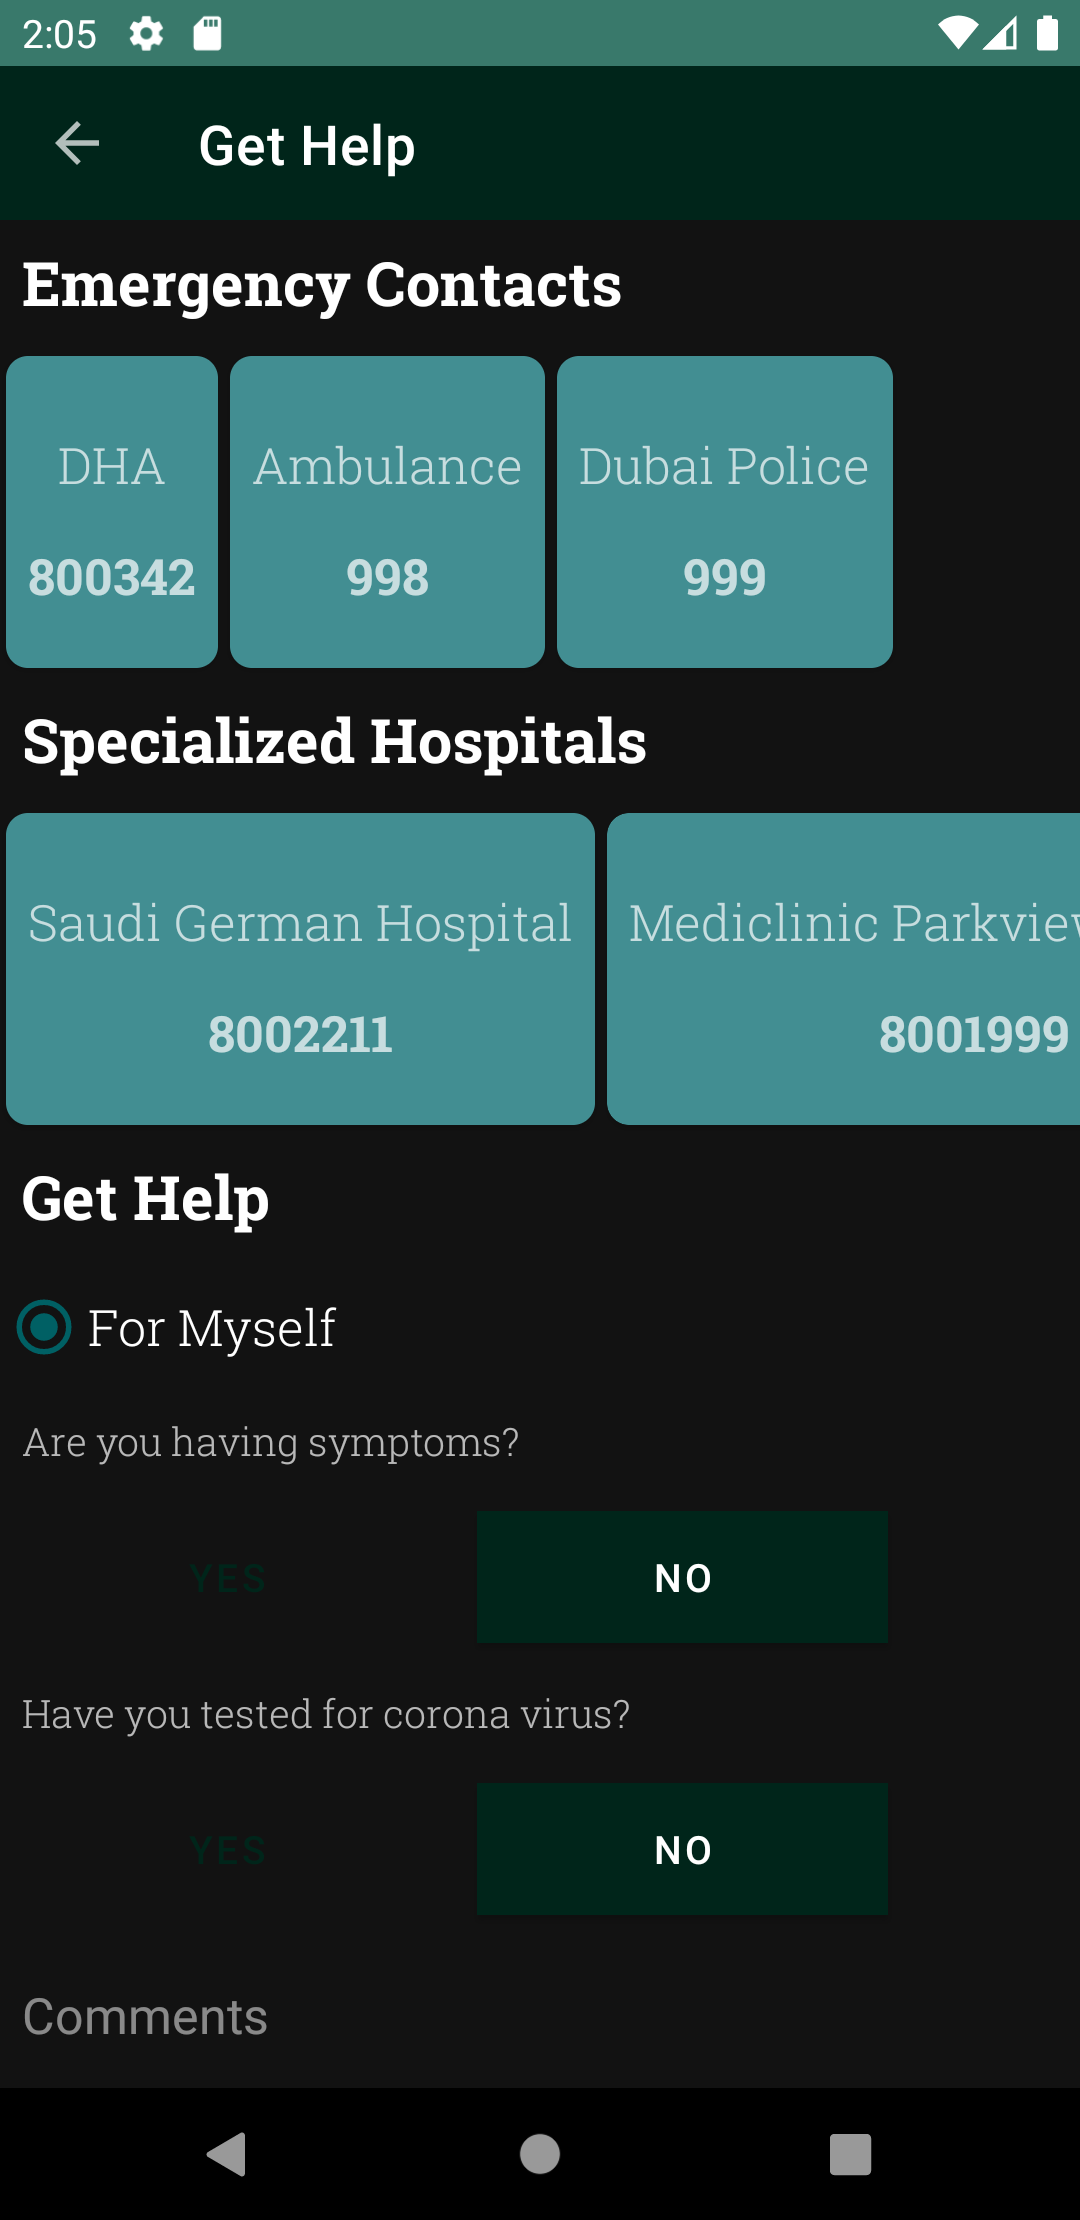 2:05
Get Help
Emergency Contacts
DHA
800342
Ambulance
998
Dubai Police
999
Specialized Hospitals
Saudi German Hospital
8002211
Mediclinic Parkview
8001999
Get Help
For Myself
Are you having symptoms?
YES
NO
Have you tested for corona virus?
YES
NO
Comments